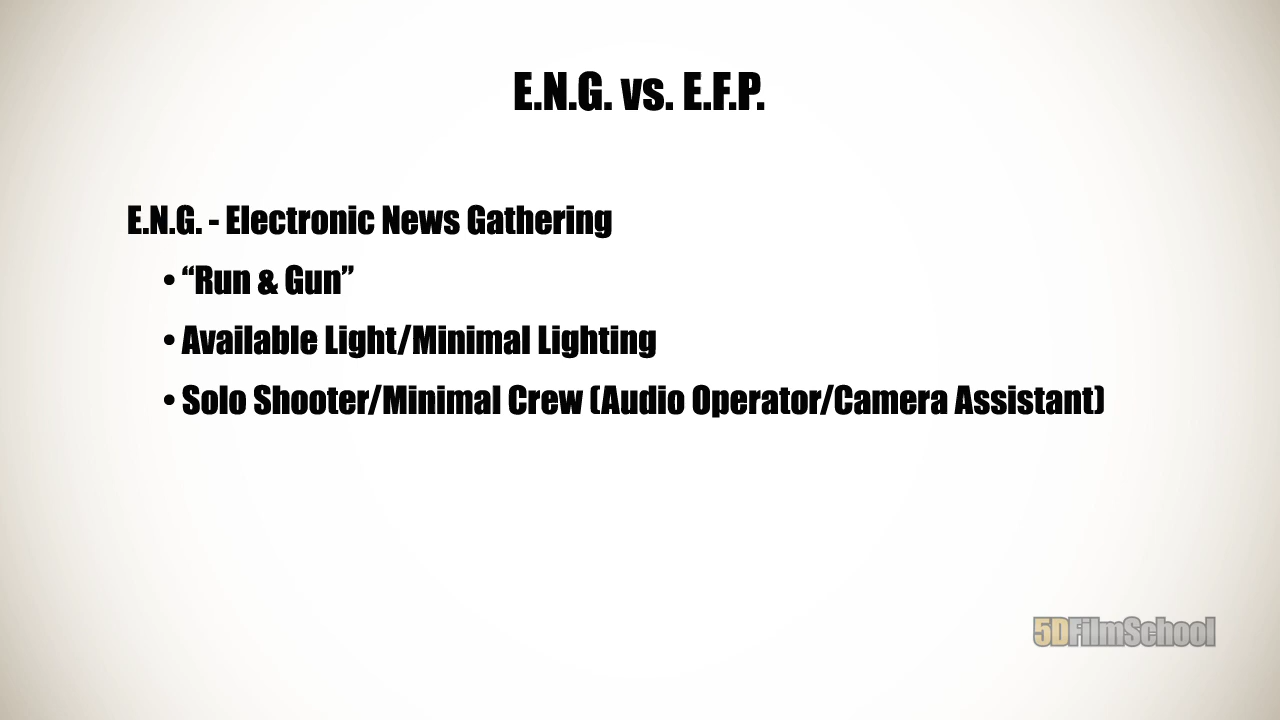 E.N.G. vs. E.F.P.
E.N.G. - Electronic News Gathering
• “Run & Gun”
• Available Light/Minimal Lighting
• Solo Shooter/Minimal Crew (Audio Operator/Camera Assistant)
5DFilmSchool